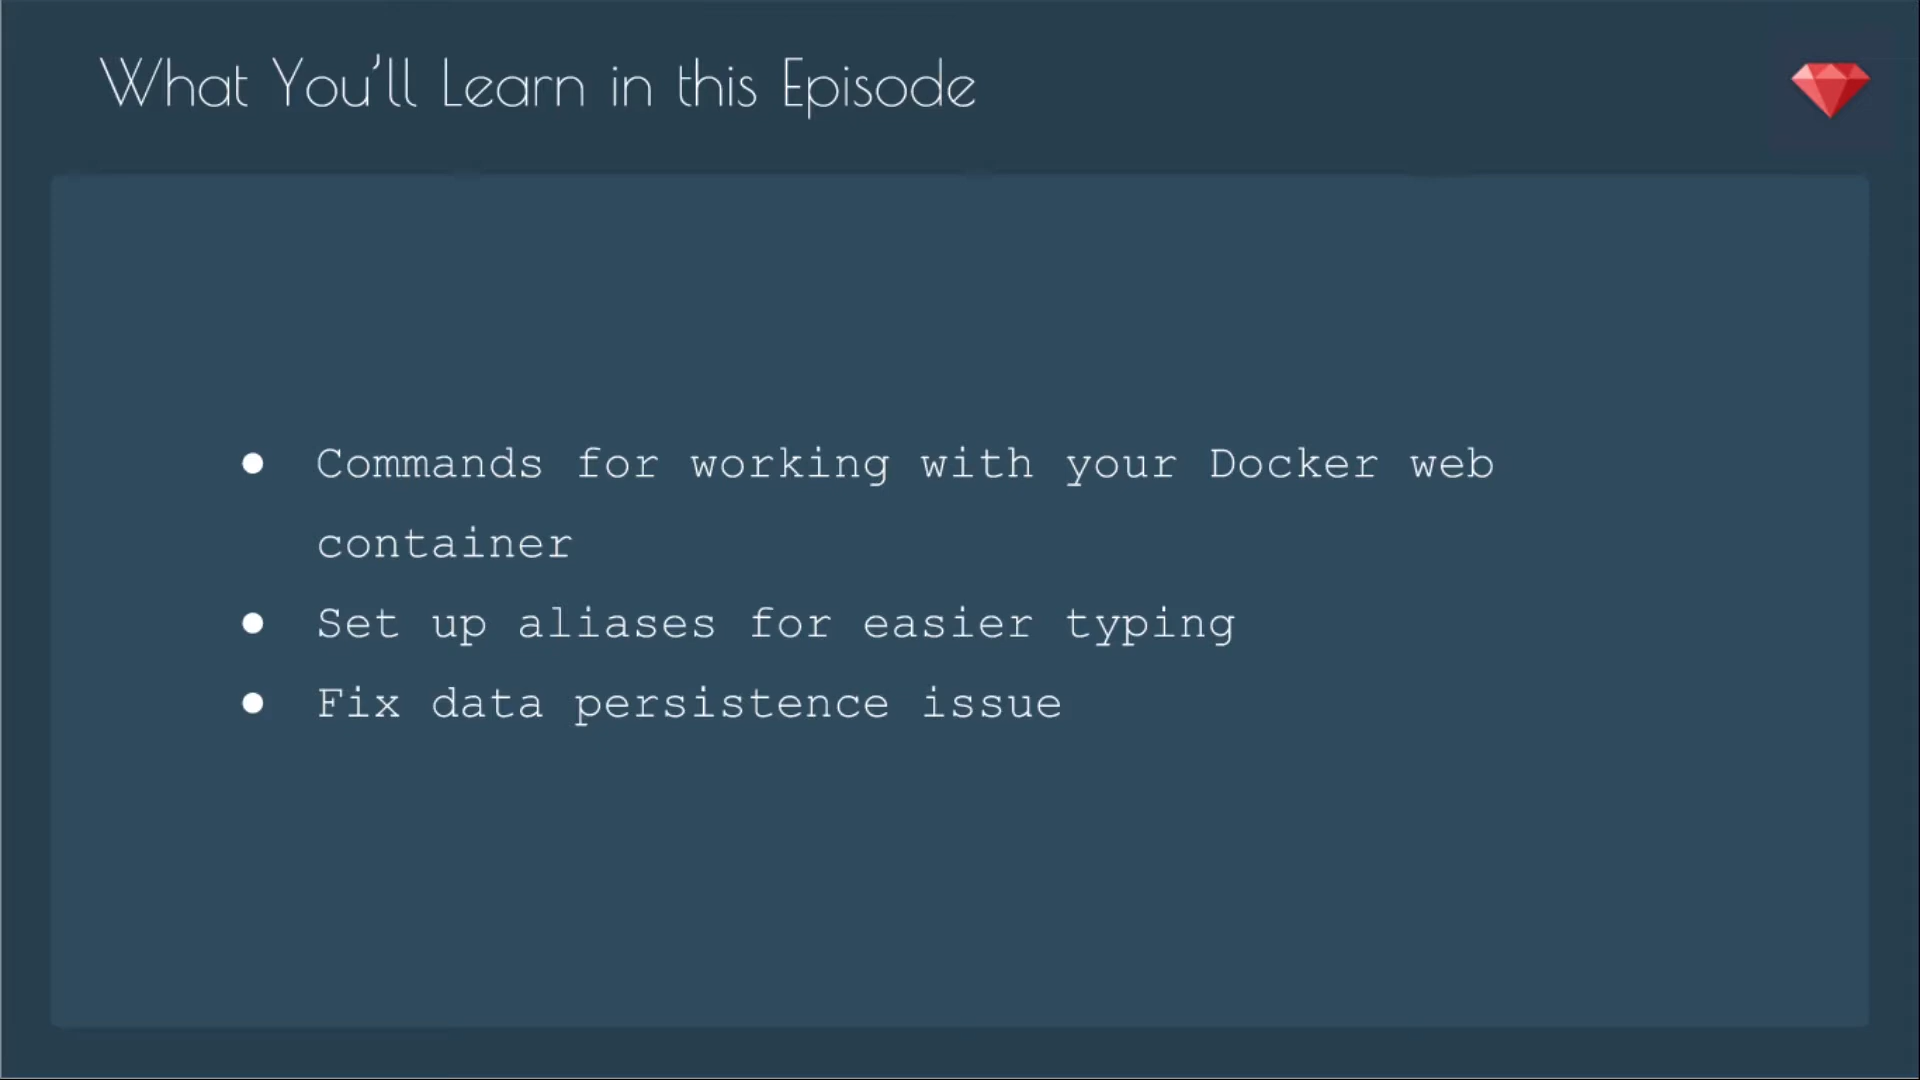 What You’ll Learn in this Episode
● Commands for working with your Docker web
container
● Set up aliases for easier typing
● Fix data persistence issue